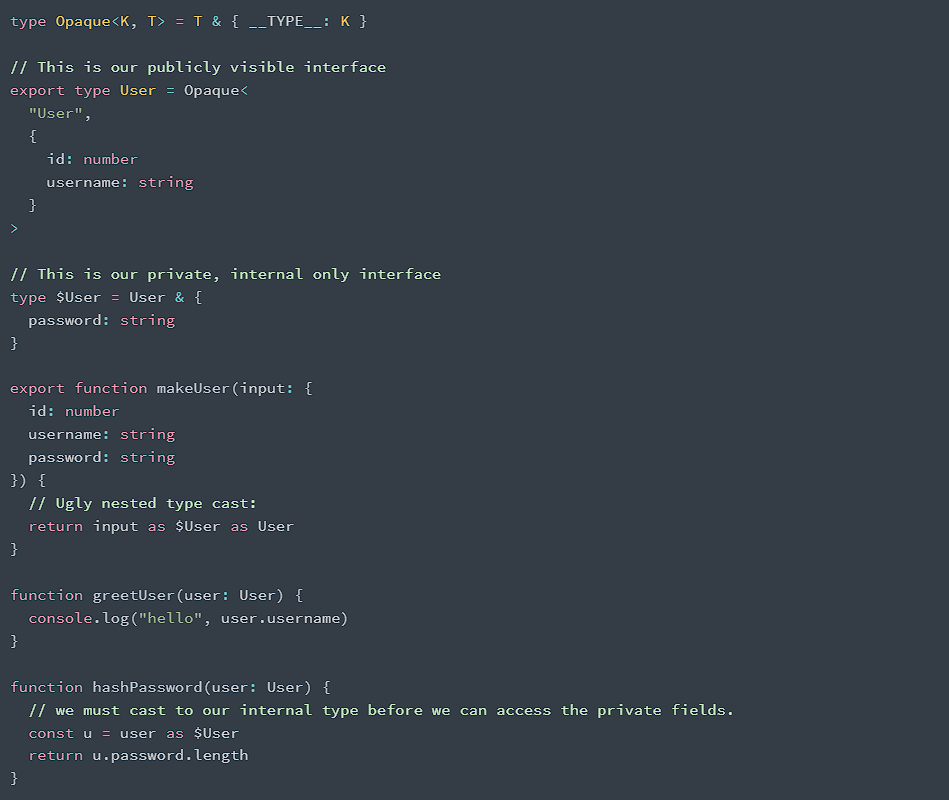 type Opaque<K, T> = T & { __TYPE__: K }

// This is our publicly visible interface
export type User = Opaque<
  "User",
  {
    id: number
    username: string
  }
>

// This is our private, internal only interface
type $User = User & {
  password: string
}

export function makeUser(input: {
  id: number
  username: string
  password: string
}) {
  // Ugly nested type cast:
  return input as $User as User
}

function greetUser(user: User) {
  console.log("hello", user.username)
}

function hashPassword(user: User) {
  // we must cast to our internal type before we can access the private fields.
  const u = user as $User
  return u.password.length
}